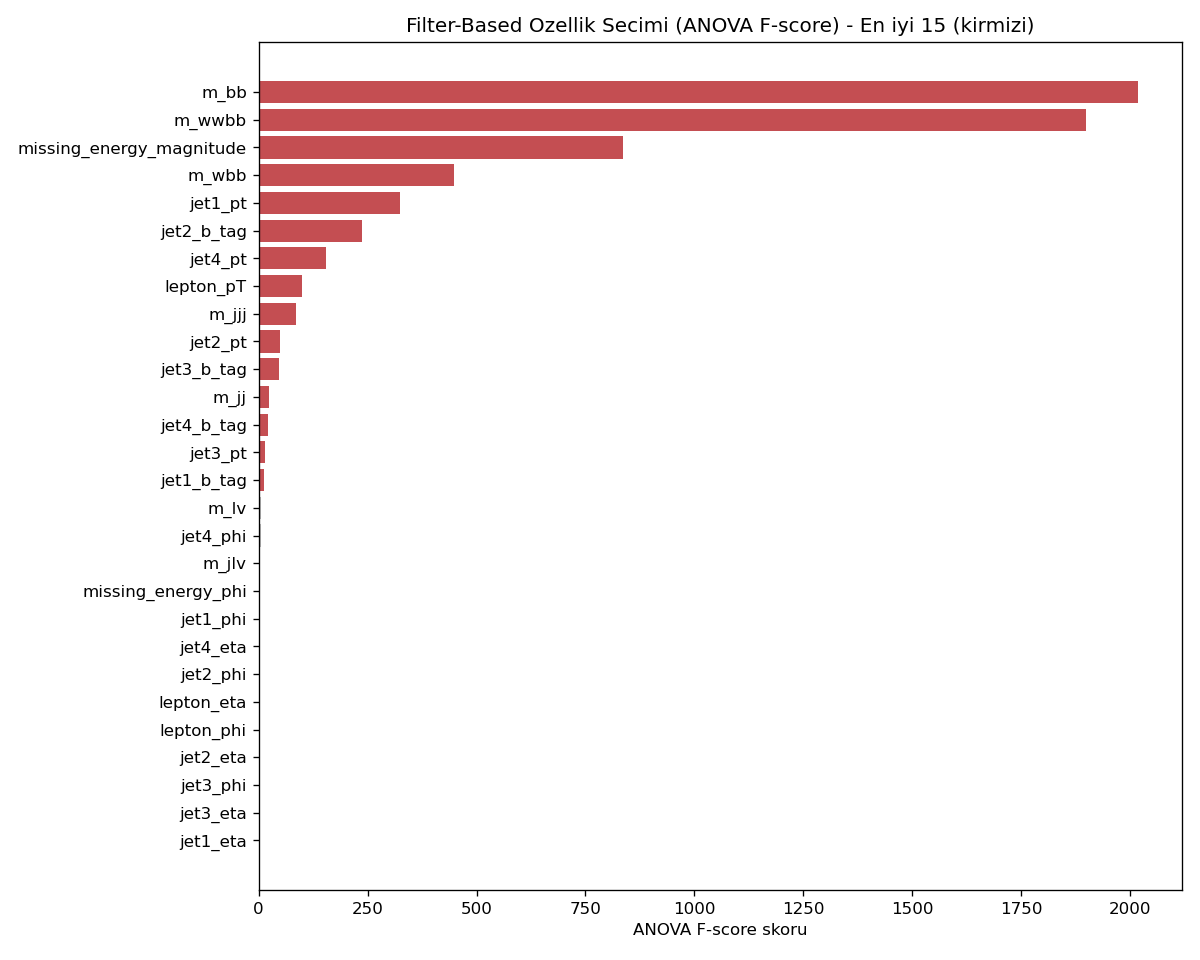 Filter-Based Ozellik Secimi (ANOVA F-score) - En iyi 15 (kirmizi)
m_bb
m_wwbb
missing_energy_magnitude
m_wbb
jet1_pt
jet2_b_tag
jet4_pt
lepton_pT
m_jjj
jet2_pt
jet3_b_tag
m_jj
jet4_b_tag
jet3_pt
jet1_b_tag
m_lv
jet4_phi
m_jlv
missing_energy_phi
jet1_phi
jet4_eta
jet2_phi
lepton_eta
lepton_phi
jet2_eta
jet3_phi
jet3_eta
jet1_eta
0 250 500 750 1000 1250 1500 1750 2000
ANOVA F-score skoru